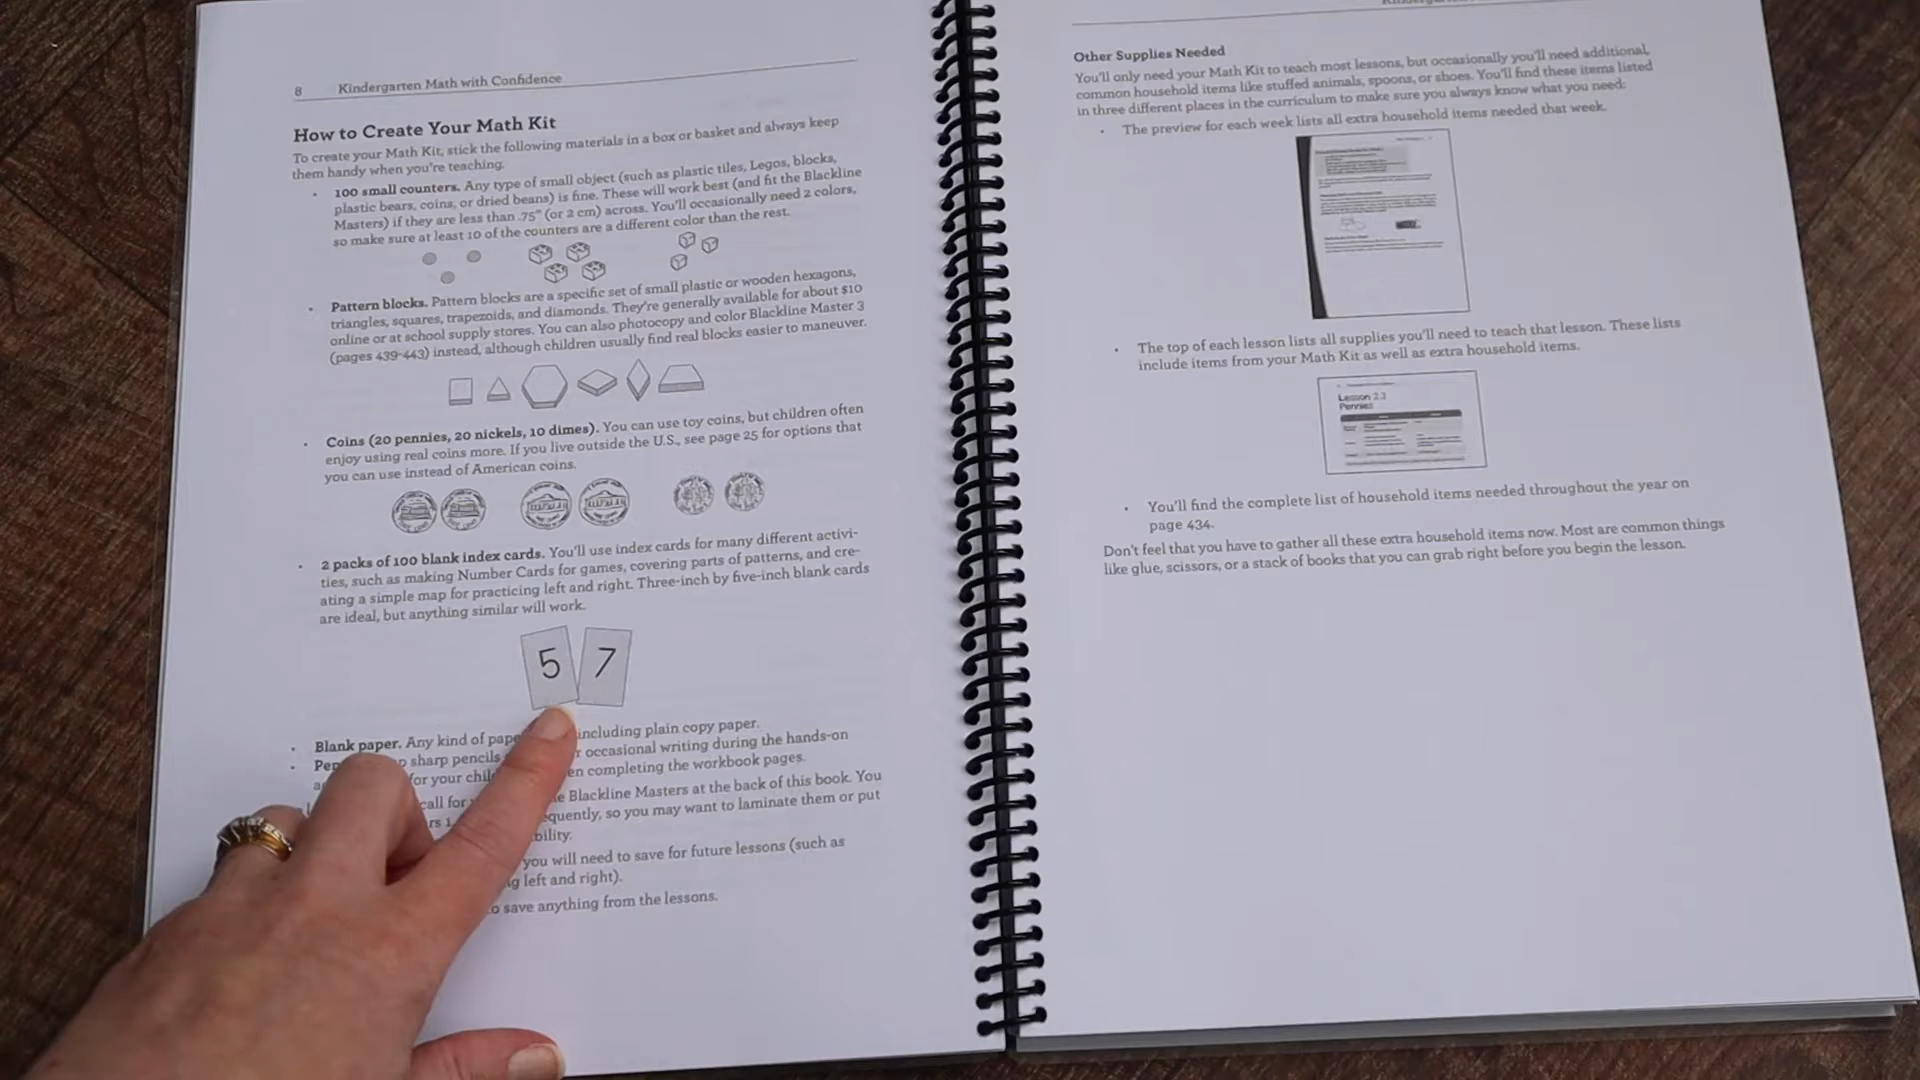 8 Kindergarten Math with Confidence
How to Create Your Math Kit
To create your Math Kit, stick the following materials in a box or basket and always keep
them handy when you're teaching.
• 100 small counters. Any type of small object (such as plastic tiles, Legos, blocks,
plastic bears, coins, or dried beans) is fine. These will work best (and fit the Blackline
Masters) if they are less than .75" (or 2 cm) across. You'll occasionally need 2 colors,
so make sure at least 10 of the counters are a different color than the rest.
• Pattern blocks. Pattern blocks are a specific set of small plastic or wooden hexagons,
triangles, squares, trapezoids, and diamonds. They're generally available for about $10
online or at school supply stores. You can also photocopy and color Blackline Master 3
(pages 439-443) instead, although children usually find real blocks easier to maneuver.
• Coins (20 pennies, 20 nickels, 10 dimes). You can use toy coins, but children often
enjoy using real coins more. If you live outside the U.S., see page 25 for options that
you can use instead of American coins.
• 2 packs of 100 blank index cards. You'll use index cards for many different activi-
ties, such as making Number Cards for games, covering parts of patterns, and cre-
ating a simple map for practicing left and right. Three-inch by five-inch blank cards
are ideal, but anything similar will work.
5 7
• Blank paper. Any kind of including plain copy paper.
• sharp pencils occasional writing during the hands-on
for your completing the workbook pages.
call for Blackline Masters at the back of this book. You
so you may want to laminate them or put
you will need to save for future lessons (such as
left and right).
save anything from the lessons.
Other Supplies Needed
You'll only need your Math Kit to teach most lessons, but occasionally you'll need additional,
common household items like stuffed animals, spoons, or shoes. You'll find these items listed
in three different places in the curriculum to make sure you always know what you need:
• The preview for each week lists all extra household items needed that week.
• The top of each lesson lists all supplies you'll need to teach that lesson. These lists
include items from your Math Kit as well as extra household items.
Lesson 2.3
Pennies
• You'll find the complete list of household items needed throughout the year on
page 434.
Don't feel that you have to gather all these extra household items now. Most are common things
like glue, scissors, or a stack of books that you can grab right before you begin the lesson.